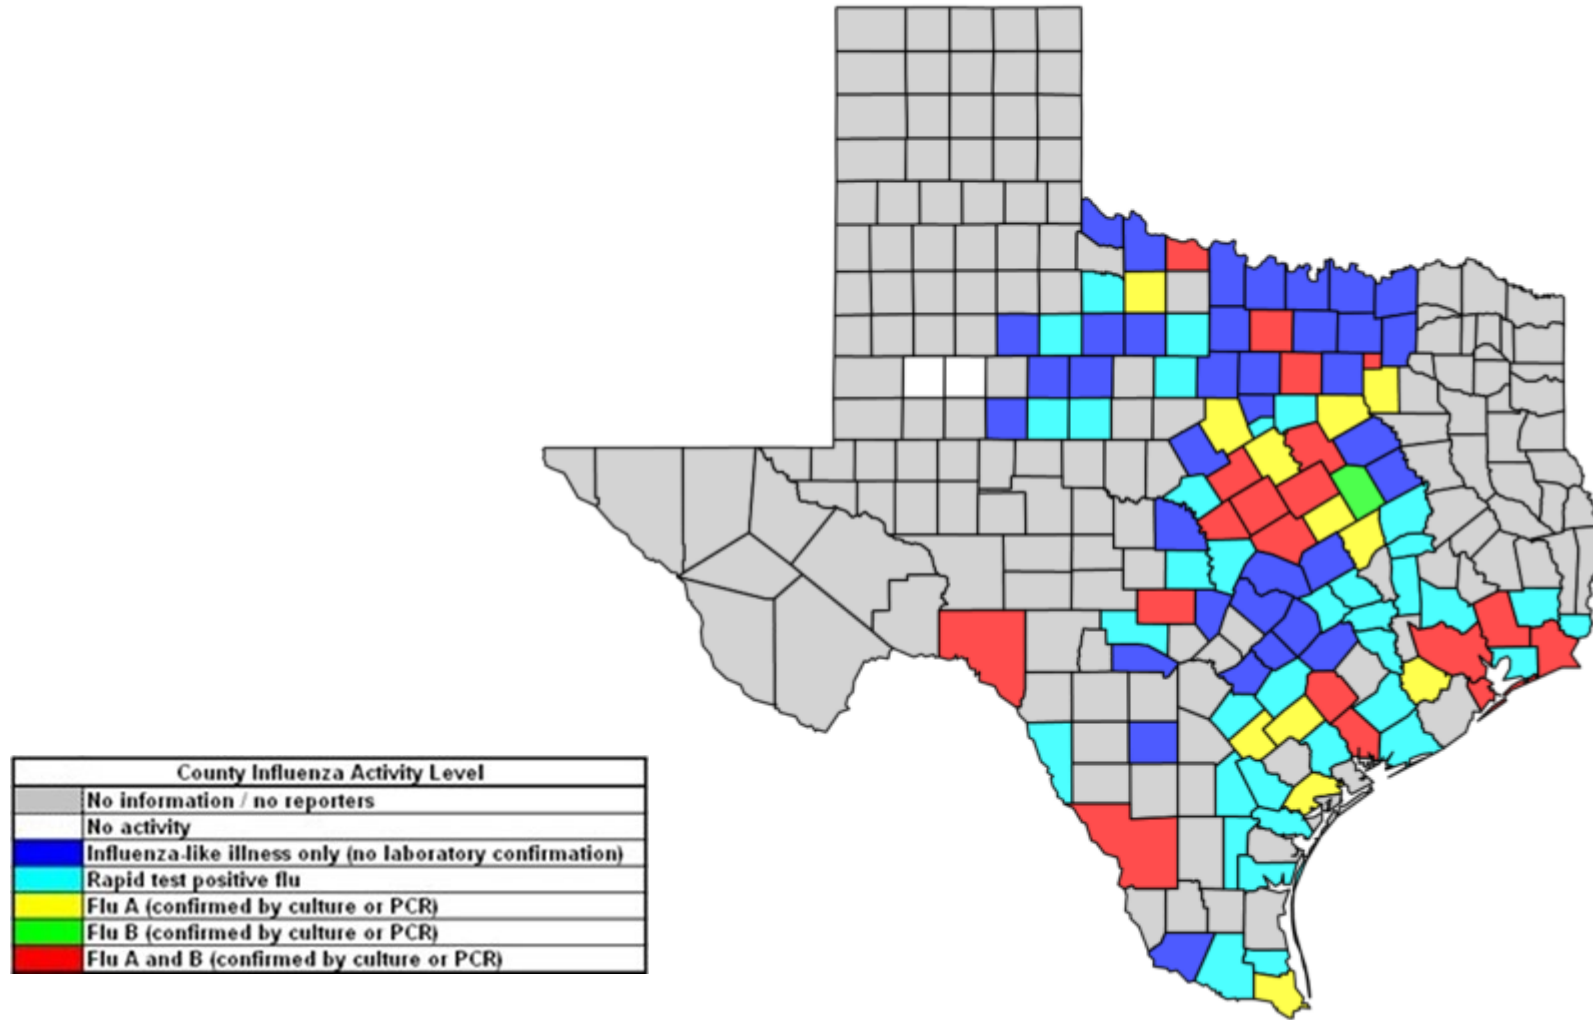 County Influenza Activity Level
No information / no reporters
No activity
Influenza-like illness only (no laboratory confirmation)
Rapid test positive flu
Flu A (confirmed by culture or PCR)
Flu B (confirmed by culture or PCR)
Flu A and B (confirmed by culture or PCR)